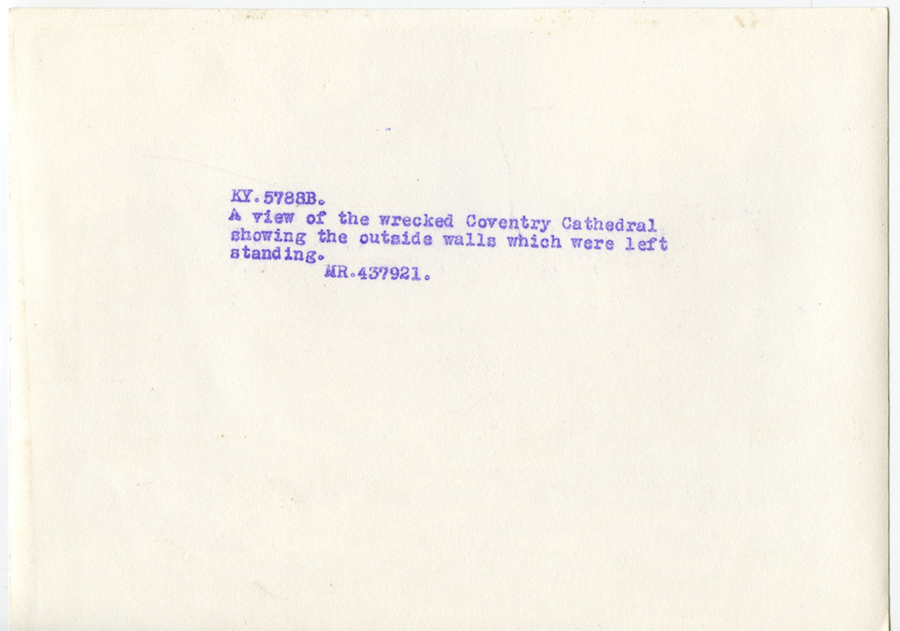 KY.5788B.
A view of the wrecked Coventry Cathedral
showing the outside walls which were left
standing.
MR.437921.